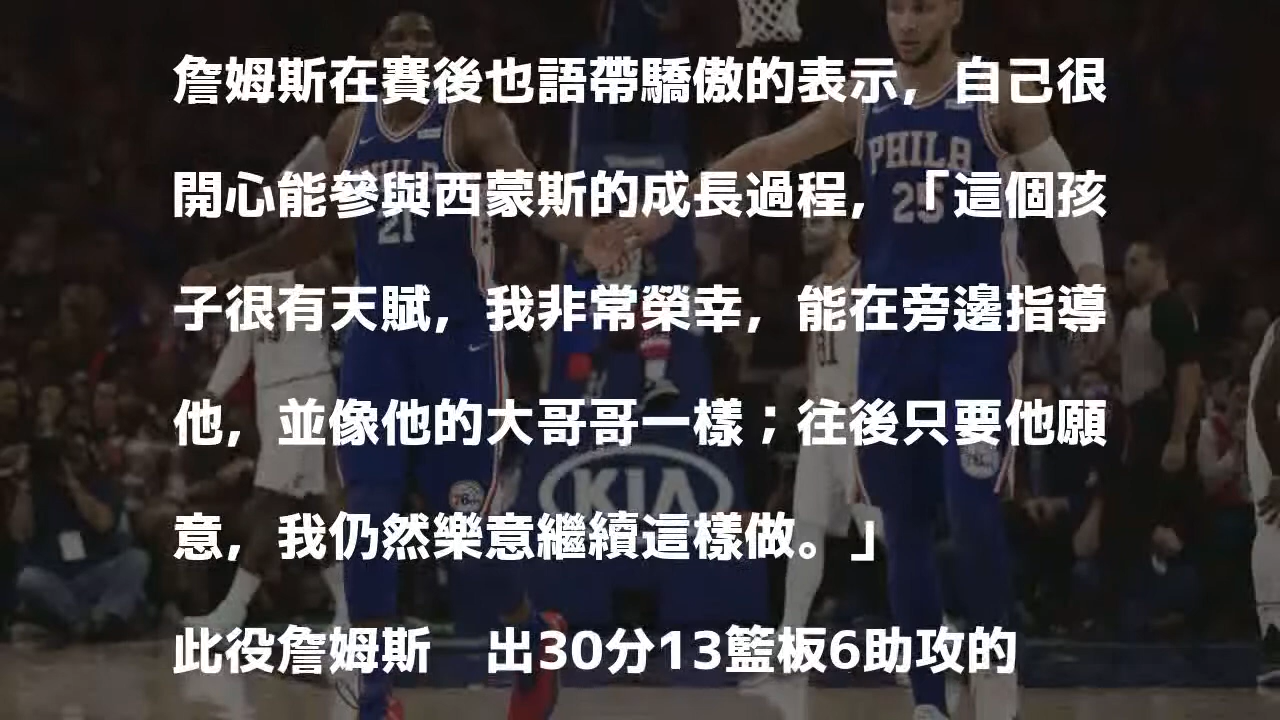 詹姆斯在賽後也語帶驕傲的表示，自己很
開心能參與西蒙斯的成長過程，「這個孩
子很有天賦，我非常榮幸，能在旁邊指導
他，並像他的大哥哥一樣；往後只要他願
意，我仍然樂意繼續這樣做。」
此役詹姆斯　出30分13籃板6助攻的
PHILA
21
PHILA
25
81
76ers
KIA